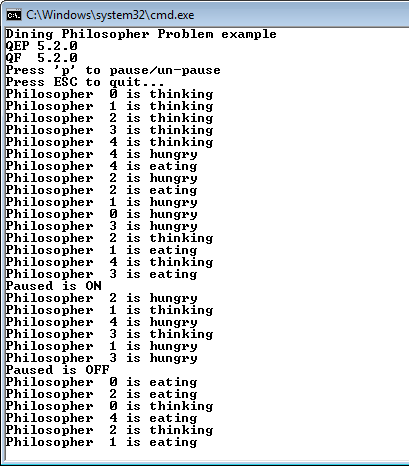 C:\Windows\system32\cmd.exe
Dining Philosopher Problem example
QEP 5.2.0
QF  5.2.0
Press 'p' to pause/un-pause
Press ESC to quit...
Philosopher  0 is thinking
Philosopher  1 is thinking
Philosopher  2 is thinking
Philosopher  3 is thinking
Philosopher  4 is thinking
Philosopher  4 is hungry
Philosopher  4 is eating
Philosopher  2 is hungry
Philosopher  2 is eating
Philosopher  1 is hungry
Philosopher  0 is hungry
Philosopher  3 is hungry
Philosopher  2 is thinking
Philosopher  1 is eating
Philosopher  4 is thinking
Philosopher  3 is eating
Paused is ON
Philosopher  2 is hungry
Philosopher  1 is thinking
Philosopher  4 is hungry
Philosopher  3 is thinking
Philosopher  1 is hungry
Philosopher  3 is hungry
Paused is OFF
Philosopher  0 is eating
Philosopher  2 is eating
Philosopher  0 is thinking
Philosopher  4 is eating
Philosopher  2 is thinking
Philosopher  1 is eating